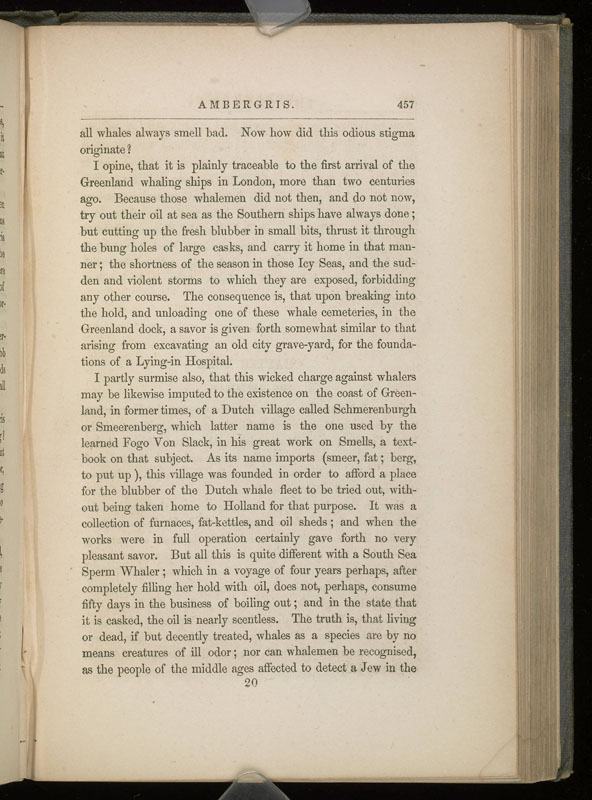 AMBERGRIS. 457
all whales always smell bad. Now how did this odious stigma
originate?
I opine, that it is plainly traceable to the first arrival of the
Greenland whaling ships in London, more than two centuries
ago. Because those whalemen did not then, and do not now,
try out their oil at sea as the Southern ships have always done;
but cutting up the fresh blubber in small bits, thrust it through
the bung holes of large casks, and carry it home in that man-
ner; the shortness of the season in those Icy Seas, and the sud-
den and violent storms to which they are exposed, forbidding
any other course. The consequence is, that upon breaking into
the hold, and unloading one of these whale cemeteries, in the
Greenland dock, a savor is given forth somewhat similar to that
arising from excavating an old city grave-yard, for the founda-
tions of a Lying-in Hospital.
I partly surmise also, that this wicked charge against whalers
may be likewise imputed to the existence on the coast of Green-
land, in former times, of a Dutch village called Schmerenburgh
or Smeerenberg, which latter name is the one used by the
learned Fogo Von Slack, in his great work on Smells, a text-
book on that subject. As its name imports (smeer, fat; berg,
to put up), this village was founded in order to afford a place
for the blubber of the Dutch whale fleet to be tried out, with-
out being taken home to Holland for that purpose. It was a
collection of furnaces, fat-kettles, and oil sheds; and when the
works were in full operation certainly gave forth no very
pleasant savor. But all this is quite different with a South Sea
Sperm Whaler; which in a voyage of four years perhaps, after
completely filling her hold with oil, does not, perhaps, consume
fifty days in the business of boiling out; and in the state that
it is casked, the oil is nearly scentless. The truth is, that living
or dead, if but decently treated, whales as a species are by no
means creatures of ill odor; nor can whalemen be recognised,
as the people of the middle ages affected to detect a Jew in the
20